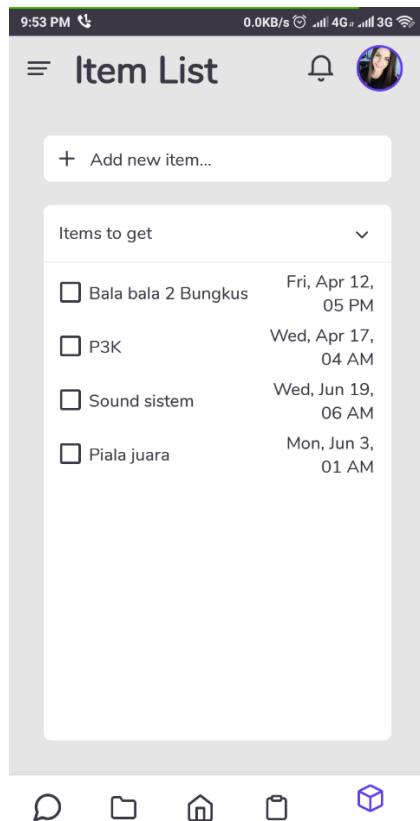 9:53 PM 0.0KB/s 4G 3G
Item List
+ Add new item...
Items to get
Bala bala 2 Bungkus Fri, Apr 12,
05 PM
P3K Wed, Apr 17,
04 AM
Sound sistem Wed, Jun 19,
06 AM
Piala juara Mon, Jun 3,
01 AM